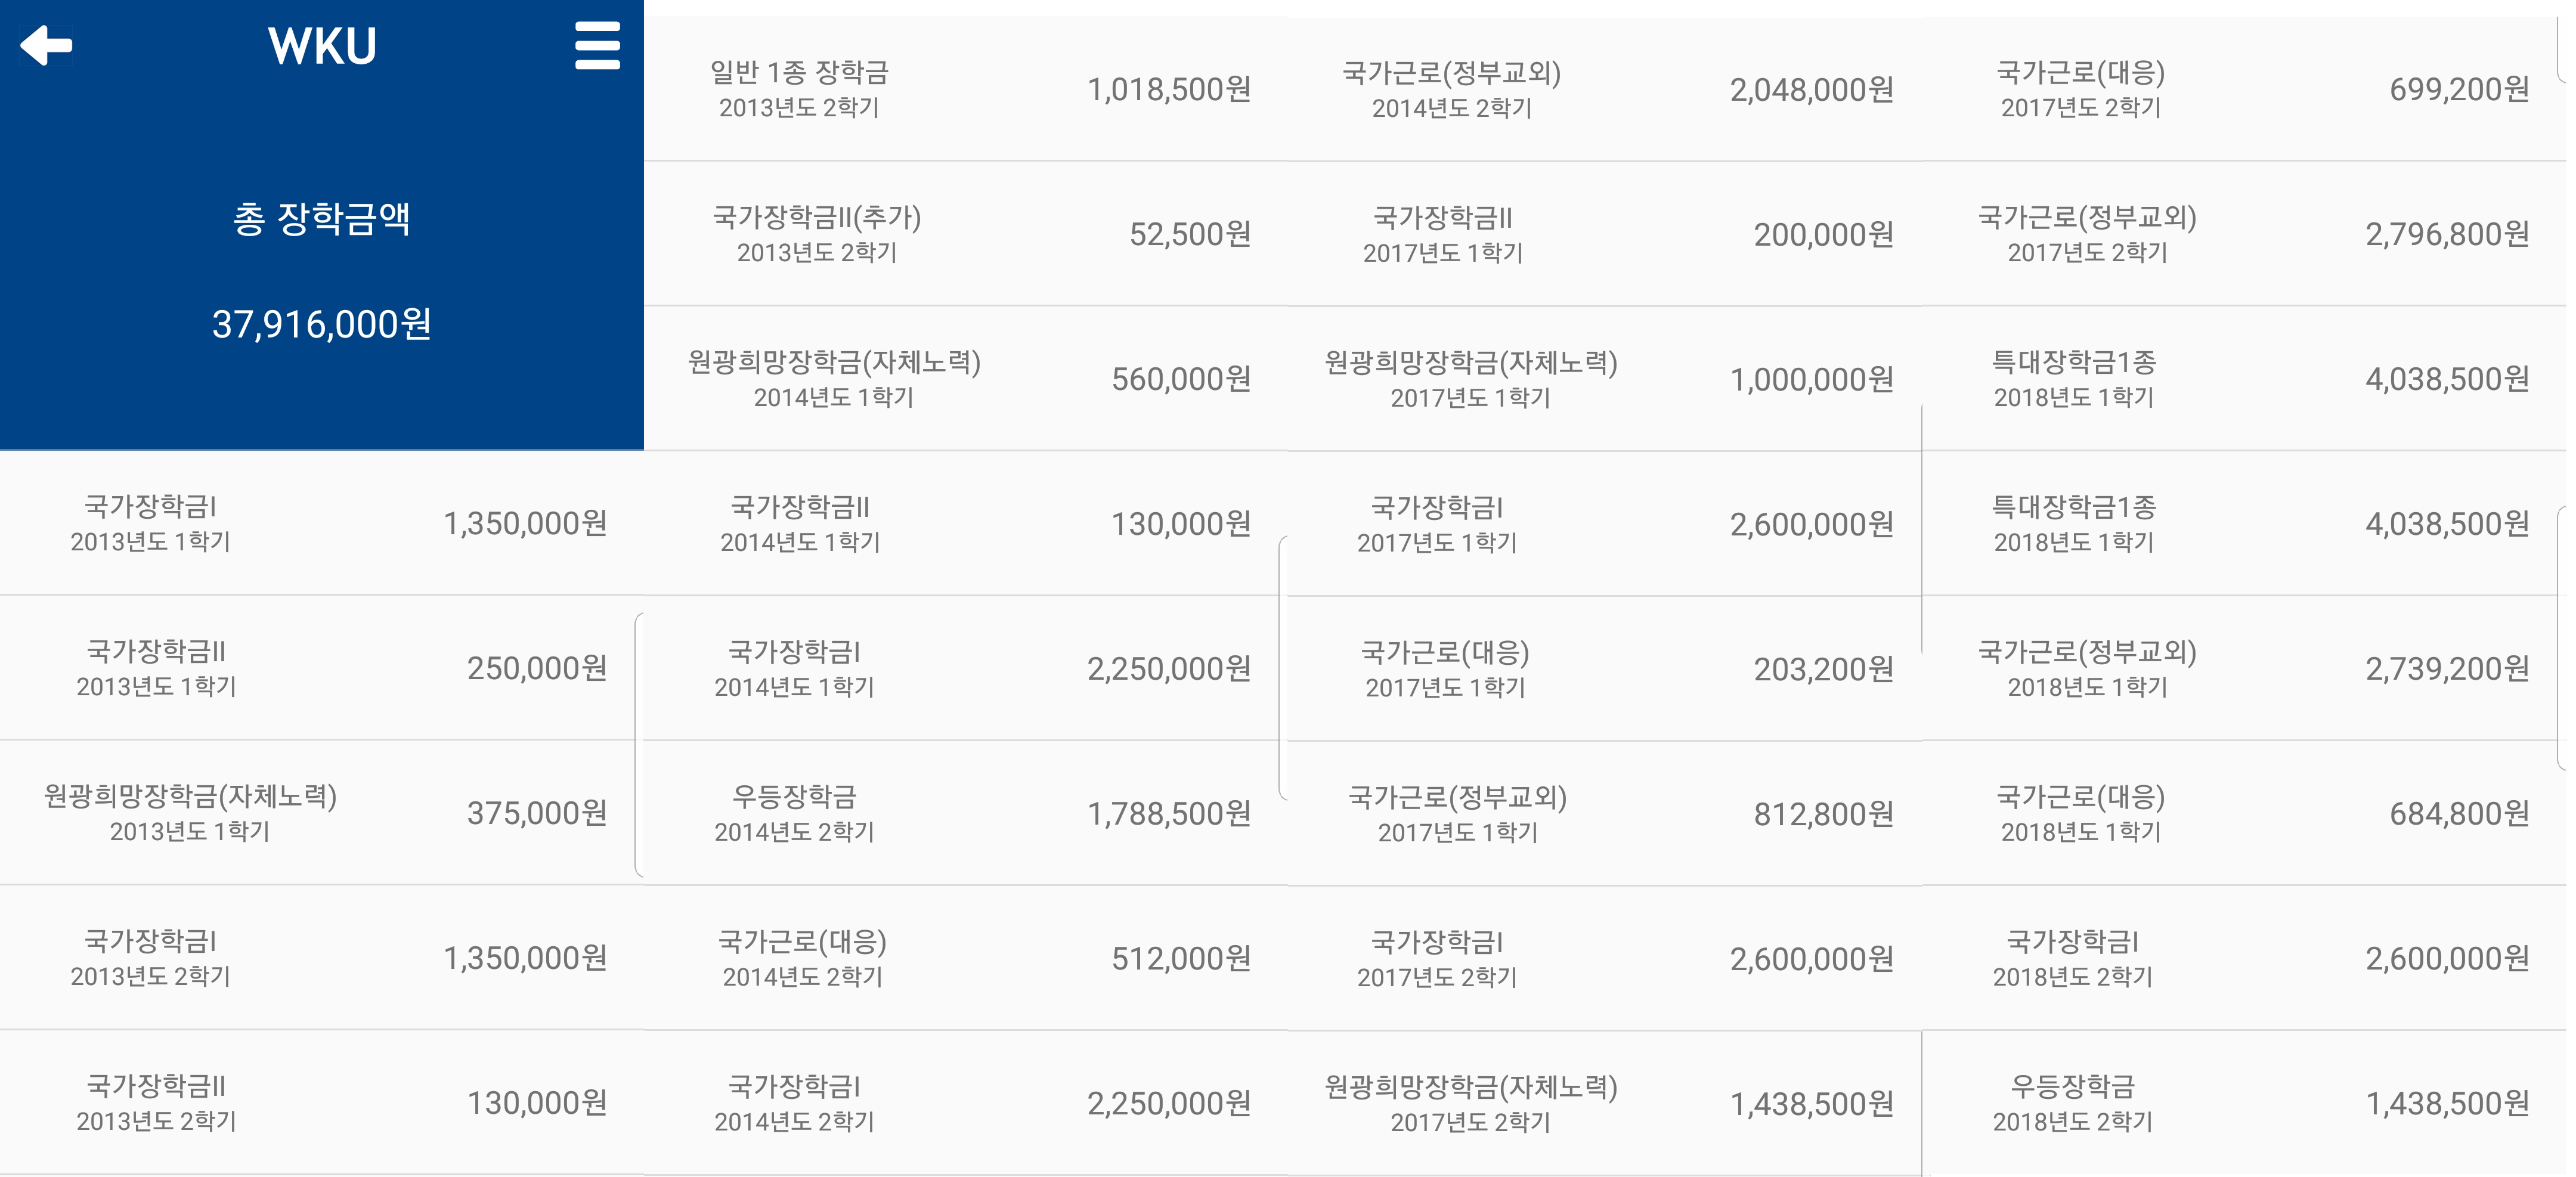 WKU
총 장학금액
37,916,000원
국가장학금I
2013년도 1학기
1,350,000원
국가장학금II
2013년도 1학기
250,000원
원광희망장학금(자체노력)
2013년도 1학기
375,000원
국가장학금I
2013년도 2학기
1,350,000원
국가장학금II
2013년도 2학기
130,000원
일반 1종 장학금
2013년도 2학기
1,018,500원
국가장학금II(추가)
2013년도 2학기
52,500원
원광희망장학금(자체노력)
2014년도 1학기
560,000원
국가장학금II
2014년도 1학기
130,000원
국가장학금I
2014년도 1학기
2,250,000원
우등장학금
2014년도 2학기
1,788,500원
국가근로(대응)
2014년도 2학기
512,000원
국가장학금I
2014년도 2학기
2,250,000원
국가근로(정부교외)
2014년도 2학기
2,048,000원
국가장학금II
2017년도 1학기
200,000원
원광희망장학금(자체노력)
2017년도 1학기
1,000,000원
국가장학금I
2017년도 1학기
2,600,000원
국가근로(대응)
2017년도 1학기
203,200원
국가근로(정부교외)
2017년도 1학기
812,800원
국가장학금I
2017년도 2학기
2,600,000원
원광희망장학금(자체노력)
2017년도 2학기
1,438,500원
국가근로(대응)
2017년도 2학기
699,200원
국가근로(정부교외)
2017년도 2학기
2,796,800원
특대장학금1종
2018년도 1학기
4,038,500원
특대장학금1종
2018년도 1학기
4,038,500원
국가근로(정부교외)
2018년도 1학기
2,739,200원
국가근로(대응)
2018년도 1학기
684,800원
국가장학금I
2018년도 2학기
2,600,000원
우등장학금
2018년도 2학기
1,438,500원